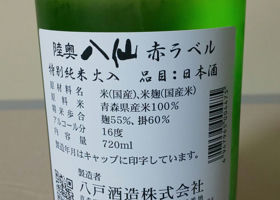 陸奥八仙 赤ラベル
特別純米 火入 品目:日本酒
原材料名 米(国産)、米麹(国産米)
原料米 青森県産米100%
精米歩合 麹55%、掛60%
アルコール分 16度
内容量 720ml
製造年月はキャップに印字しています。
製造者
八戸酒造株式会社